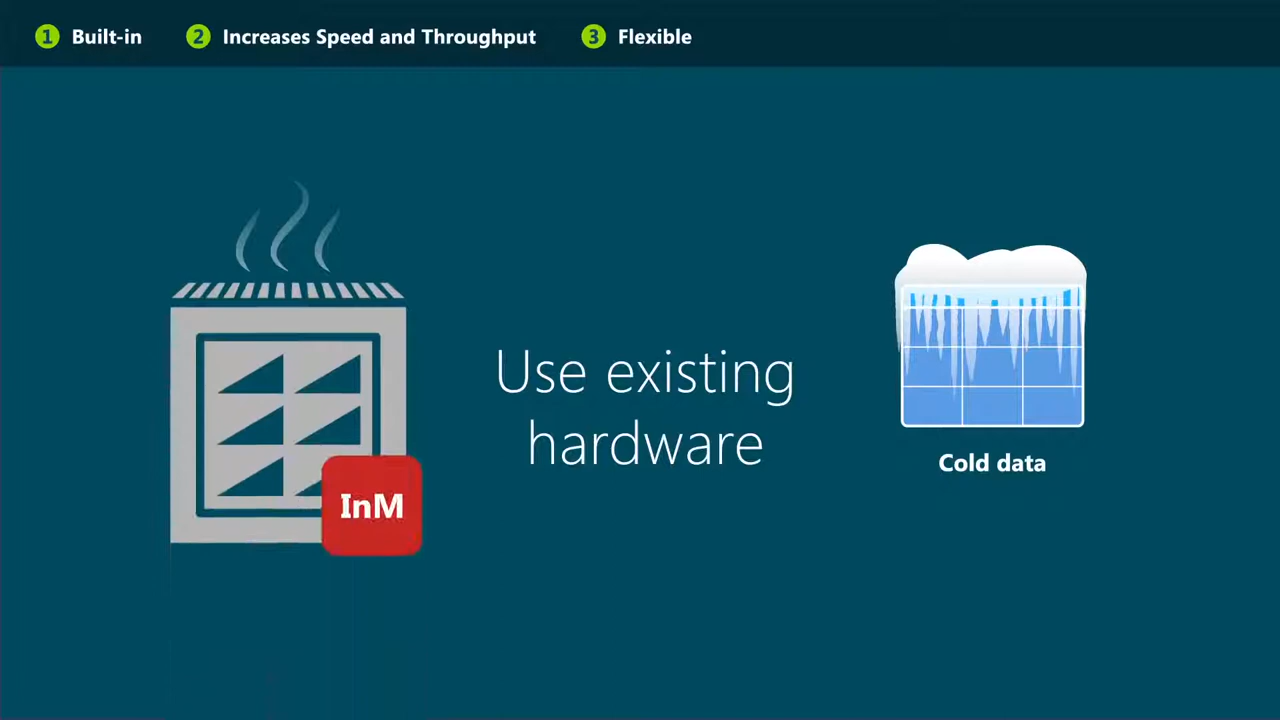 1 Built-in 2 Increases Speed and Throughput 3 Flexible
Use existing
hardware
InM
Cold data